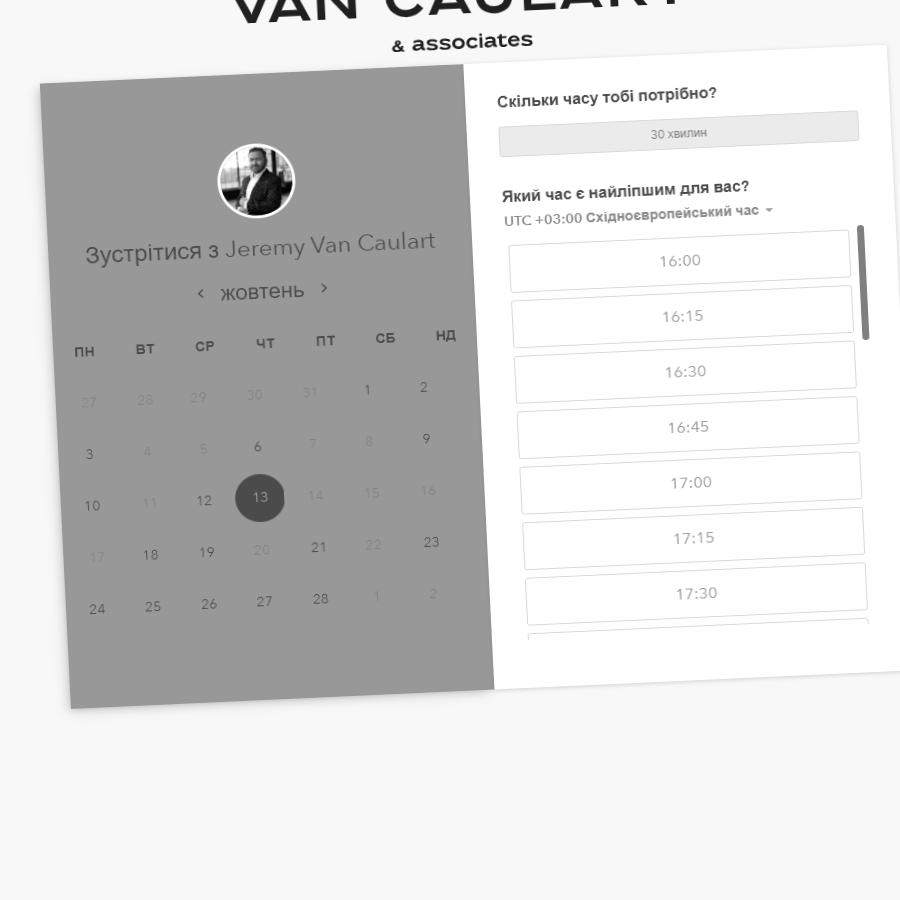 VAN CAULART
& associates
Зустрітися з Jeremy Van Caulart
жовтень
ПН ВТ СР ЧТ ПТ СБ НД
27 28 29 30 31 1 2
3 4 5 6 7 8 9
10 11 12 13 14 15 16
17 18 19 20 21 22 23
24 25 26 27 28 1 2
Скільки часу тобі потрібно?
30 хвилин
Який час є найліпшим для вас?
UTC +03:00 Східноєвропейський час
16:00
16:15
16:30
16:45
17:00
17:15
17:30